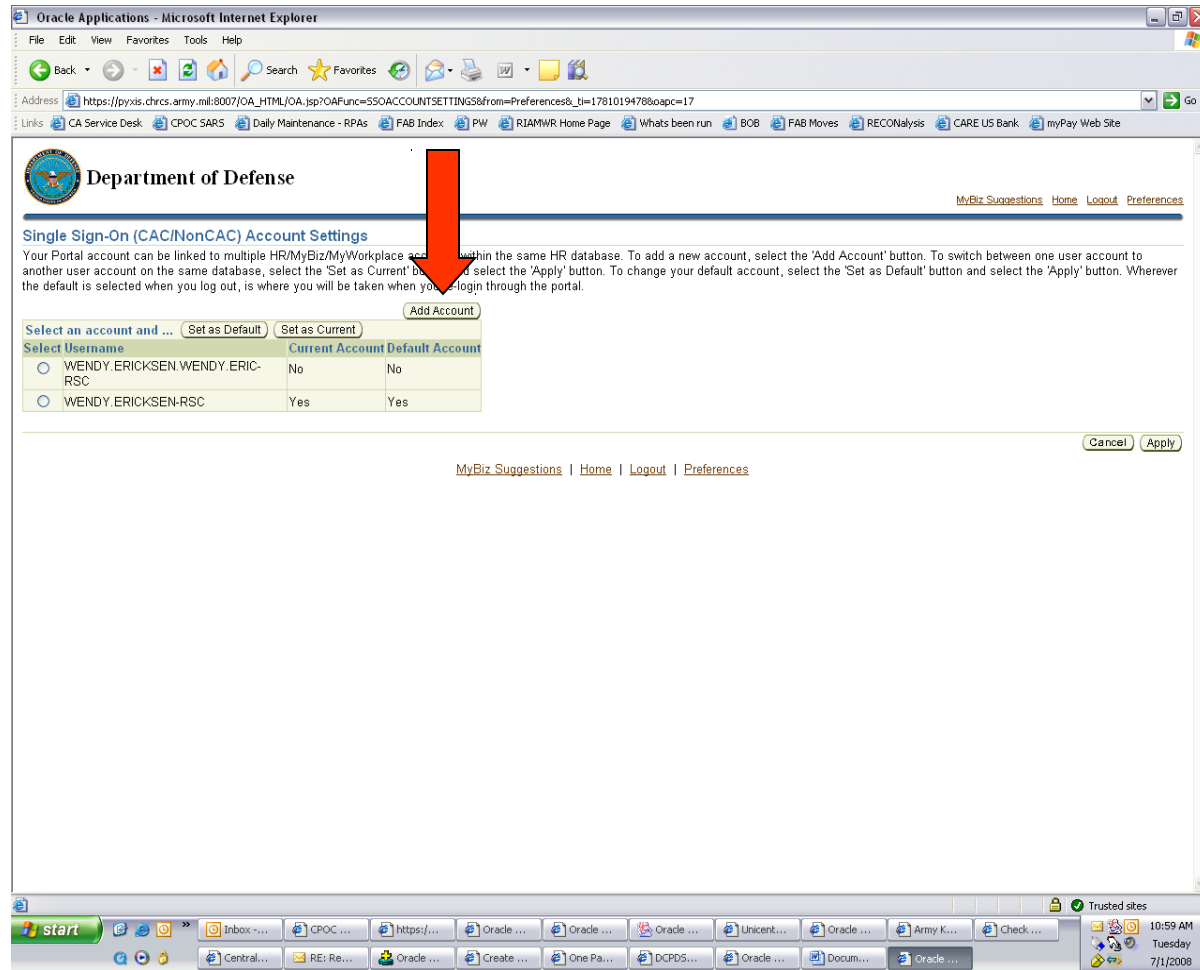 Oracle Applications - Microsoft Internet Explorer
File Edit View Favorites Tools Help
Back Search Favorites
Address https://pyxis.chrcs.army.mil:8007/OA_HTML/OA.jsp?OAFunc=SSOACCOUNTSETTINGS&from=Preferences&_ti=1781019478&oapc=17 Go
Links CA Service Desk CPOC SARS Daily Maintenance - RPAs FAB Index PW RIAMWR Home Page Whats been run BOB FAB Moves RECONalysis CARE US Bank myPay Web Site
Department of Defense
MyBiz Suggestions Home Logout Preferences
Single Sign-On (CAC/NonCAC) Account Settings
Your Portal account can be linked to multiple HR/MyBiz/MyWorkplace acc within the same HR database. To add a new account, select the 'Add Account' button. To switch between one user account to
another user account on the same database, select the 'Set as Current' b d select the 'Apply' button. To change your default account, select the 'Set as Default' button and select the 'Apply' button. Wherever
the default is selected when you log out, is where you will be taken when you e-login through the portal.
Add Account
Select an account and ... Set as Default Set as Current
Select Username Current Account Default Account
WENDY.ERICKSEN.WENDY.ERIC- No No
RSC
WENDY.ERICKSEN-RSC Yes Yes
Cancel Apply
MyBiz Suggestions | Home | Logout | Preferences
Trusted sites
start » Inbox -... CPOC ... https:/... Oracle ... Oracle ... Oracle ... Unicent... Oracle ... Army K... Check ... 10:59 AM
Tuesday
Central... RE: Re... Oracle ... Create ... One Pa... DCPDS... Oracle ... Docum... Oracle ... 7/1/2008